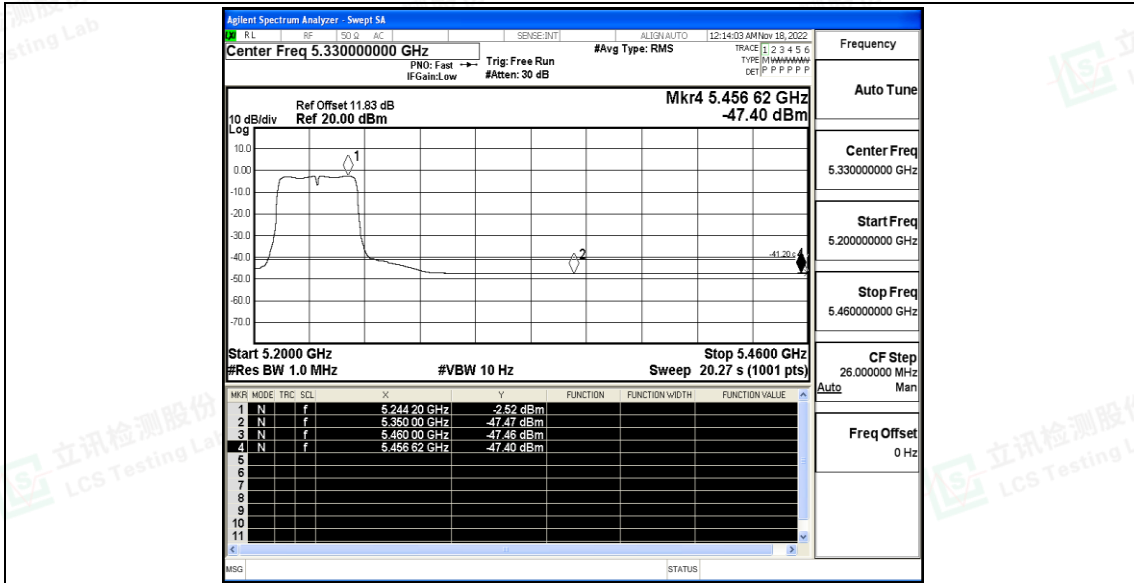 Agilent Spectrum Analyzer - Swept SA
LXI RL RF 50 Ω AC SENSE:INT ALIGNAUTO 12:14:03 AM Nov 18, 2022
Center Freq 5.330000000 GHz #Avg Type: RMS TRACE 1 2 3 4 5 6
PNO: Fast Trig: Free Run TYPE M WWWWW
IFGain:Low #Atten: 30 dB DET P P P P P P
Mkr4 5.456 62 GHz
Ref Offset 11.83 dB
-47.40 dBm
10 dB/div Ref 20.00 dBm
Log
10.0
1
0.00
-10.0
-20.0
-30.0
2
-40.0
-41.20
-50.0
-60.0
-70.0
Start 5.2000 GHz Stop 5.4600 GHz
#Res BW 1.0 MHz #VBW 10 Hz Sweep 20.27 s (1001 pts)
MKR MODE TRC SCL X Y FUNCTION FUNCTION WIDTH FUNCTION VALUE
1 N f 5.244 20 GHz -2.52 dBm
2 N f 5.350 00 GHz -47.47 dBm
3 N f 5.460 00 GHz -47.46 dBm
4 N f 5.456 62 GHz -47.40 dBm
5
6
7
8
9
10
11
MSG STATUS
Frequency
Auto Tune
Center Freq
5.330000000 GHz
Start Freq
5.200000000 GHz
Stop Freq
5.460000000 GHz
CF Step
26.000000 MHz
Auto Man
Freq Offset
0 Hz
立讯检测股份
LCS Testing Lab